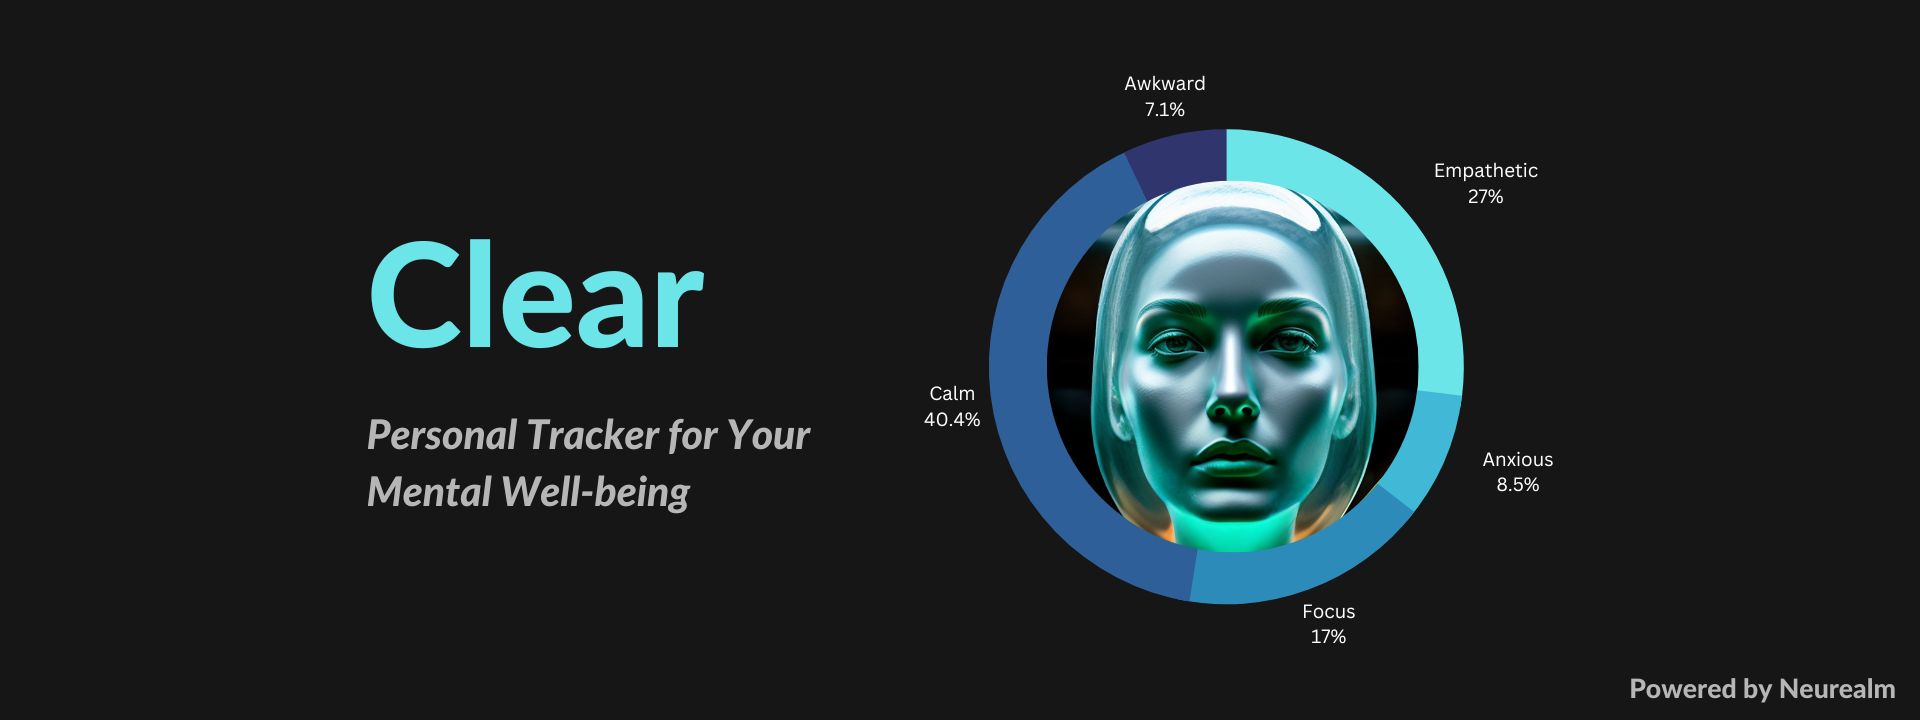 Clear
Personal Tracker for Your
Mental Well-being
Awkward
7.1%
Empathetic
27%
Calm
40.4%
Anxious
8.5%
Focus
17%
Powered by Neurealm